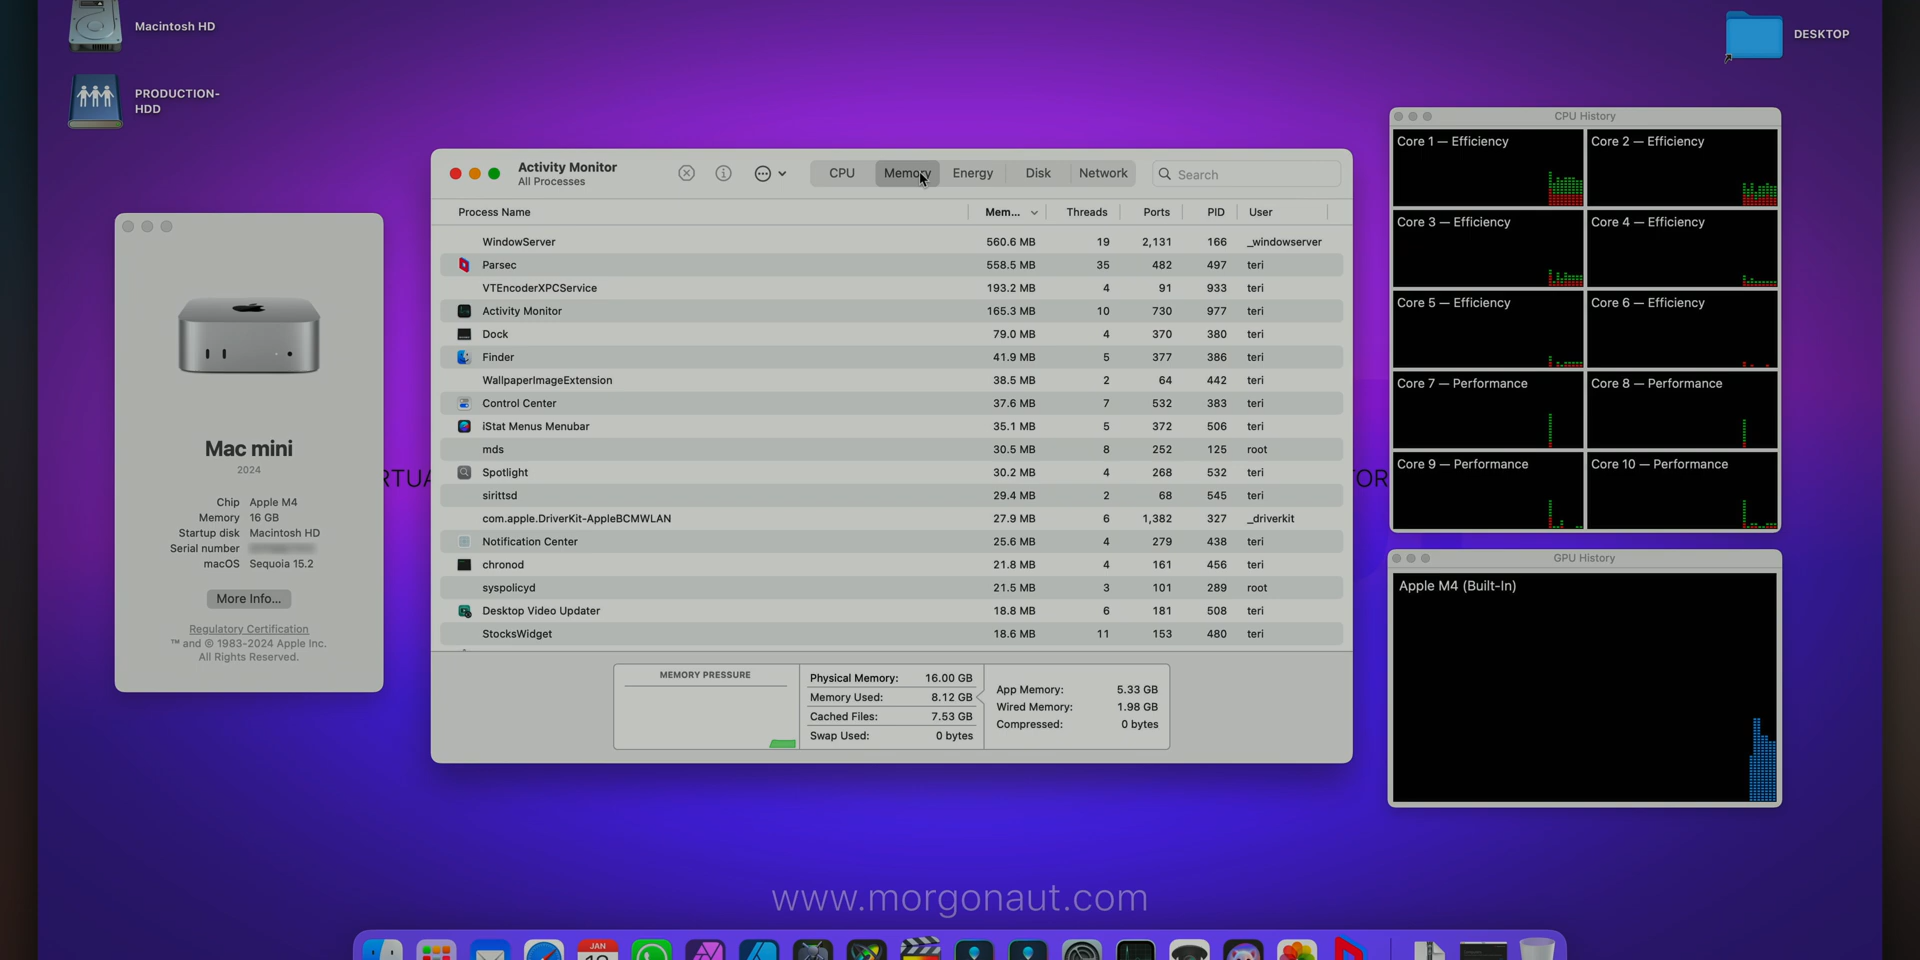 Macintosh HD
PRODUCTION-
HDD
DESKTOP
Mac mini
2024
Chip Apple M4
Memory 16 GB
Startup disk Macintosh HD
Serial number
macOS Sequoia 15.2
More Info...
Regulatory Certification
™ and © 1983-2024 Apple Inc.
All Rights Reserved.
Activity Monitor
All Processes
CPU Memory Energy Disk Network Search
Process Name Mem... Threads Ports PID User
WindowServer 560.6 MB 19 2,131 166 _windowserver
Parsec 558.5 MB 35 482 497 teri
VTEncoderXPCService 193.2 MB 4 91 933 teri
Activity Monitor 165.3 MB 10 730 977 teri
Dock 79.0 MB 4 370 380 teri
Finder 41.9 MB 5 377 386 teri
WallpaperImageExtension 38.5 MB 2 64 442 teri
Control Center 37.6 MB 7 532 383 teri
iStat Menus Menubar 35.1 MB 5 372 506 teri
mds 30.5 MB 8 252 125 root
Spotlight 30.2 MB 4 268 532 teri
sirittsd 29.4 MB 2 68 545 teri
com.apple.DriverKit-AppleBCMWLAN 27.9 MB 6 1,382 327 _driverkit
Notification Center 25.6 MB 4 279 438 teri
chronod 21.8 MB 4 161 456 teri
syspolicyd 21.5 MB 3 101 289 root
Desktop Video Updater 18.8 MB 6 181 508 teri
StocksWidget 18.6 MB 11 153 480 teri
MEMORY PRESSURE
Physical Memory: 16.00 GB
Memory Used: 8.12 GB
Cached Files: 7.53 GB
Swap Used: 0 bytes
App Memory: 5.33 GB
Wired Memory: 1.98 GB
Compressed: 0 bytes
CPU History
Core 1 — Efficiency
Core 2 — Efficiency
Core 3 — Efficiency
Core 4 — Efficiency
Core 5 — Efficiency
Core 6 — Efficiency
Core 7 — Performance
Core 8 — Performance
Core 9 — Performance
Core 10 — Performance
GPU History
Apple M4 (Built-In)
www.morgonaut.com
JAN